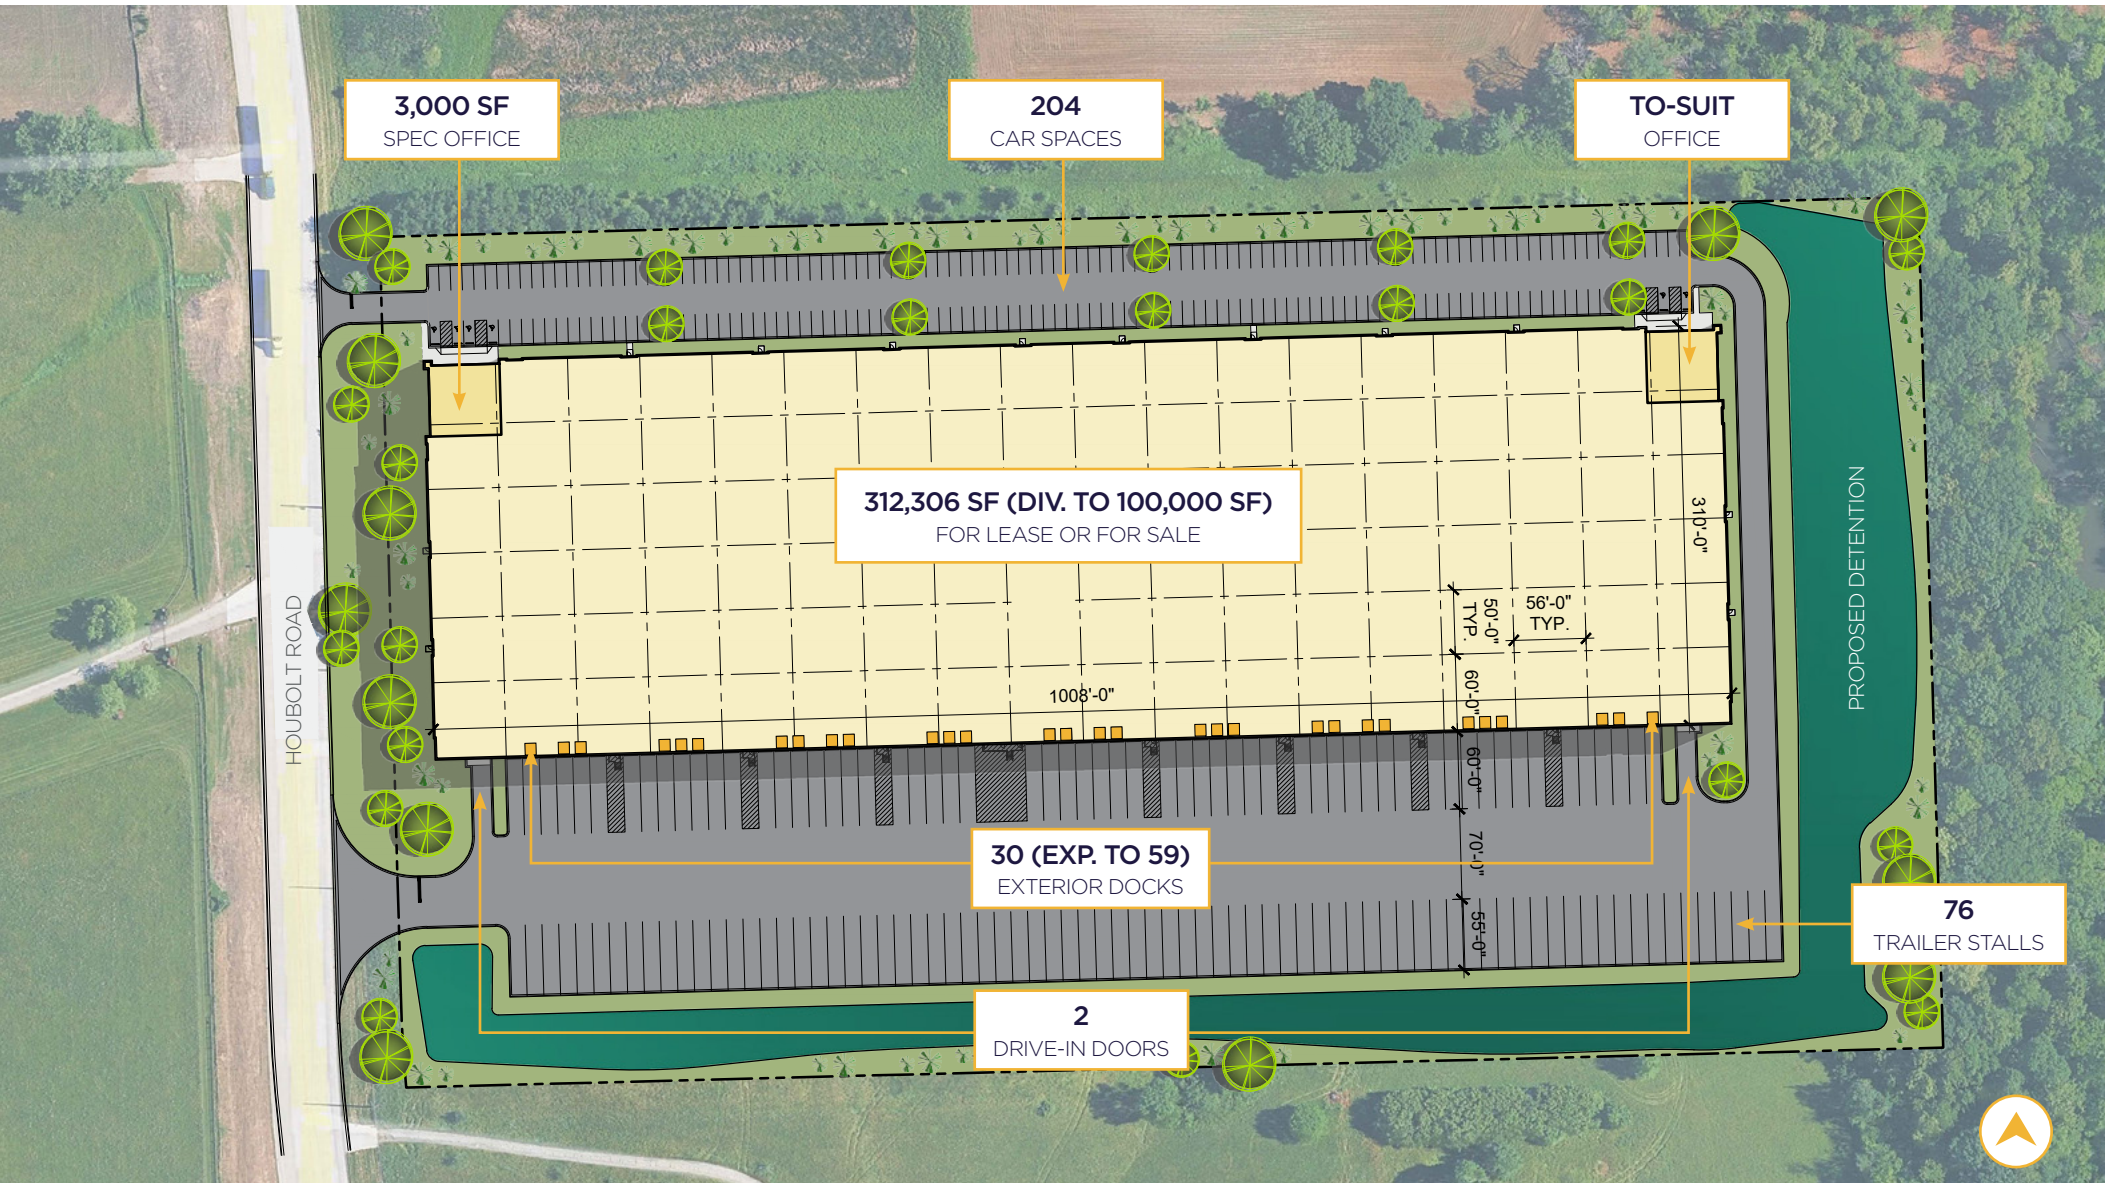 3,000 SF
SPEC OFFICE
204
CAR SPACES
TO-SUIT
OFFICE
312,306 SF (DIV. TO 100,000 SF)
FOR LEASE OR FOR SALE
310'-0"
50'-0"
TYP.
56'-0"
TYP.
60'-0"
1008'-0"
HOUBOLT ROAD
PROPOSED DETENTION
60'-0"
70'-0"
55'-0"
30 (EXP. TO 59)
EXTERIOR DOCKS
76
TRAILER STALLS
2
DRIVE-IN DOORS